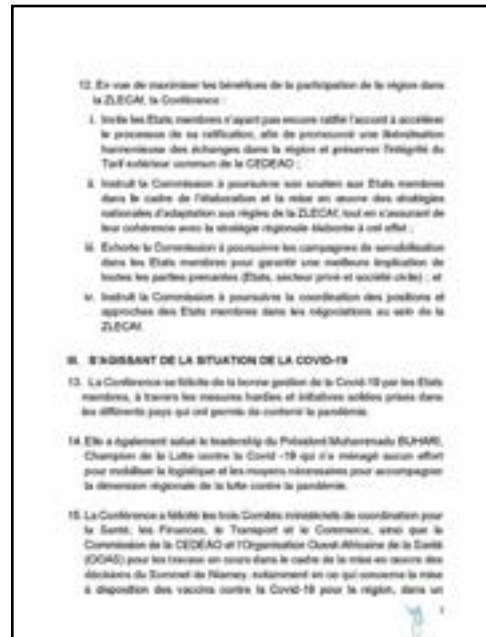 12. En vue de maximiser les bénéfices de la participation de la région dans
la ZLECAf, la Conférence :
i. Invite les Etats membres n'ayant pas encore ratifié l'accord à accélérer
le processus de sa ratification, afin de promouvoir une libéralisation
harmonieuse des échanges dans la région et préserver l'intégrité du
Tarif extérieur commun de la CEDEAO ;
ii. Instruit la Commission à poursuivre son soutien aux Etats membres
dans le cadre de l'élaboration et la mise en œuvre des stratégies
nationales d'adaptation aux règles de la ZLECAf, tout en s'assurant de
leur cohérence avec la stratégie régionale élaborée à cet effet ;
iii. Exhorte la Commission à poursuivre les campagnes de sensibilisation
dans les Etats membres pour garantir une meilleure implication de
toutes les parties prenantes (Etats, secteur privé et société civile) ; et
iv. Instruit la Commission à poursuivre la coordination des positions et
approches des Etats membres dans les négociations au sein de la
ZLECAf.
III. S'AGISSANT DE LA SITUATION DE LA COVID-19
13. La Conférence se félicite de la bonne gestion de la Covid-19 par les Etats
membres, à travers les mesures hardies et initiatives solides prises dans
les différents pays qui ont permis de contenir la pandémie.
14. Elle a également salué le leadership du Président Muhammadu BUHARI,
Champion de la Lutte contre la Covid -19 qui n'a ménagé aucun effort
pour mobiliser la logistique et les moyens nécessaires pour accompagner
la dimension régionale de la lutte contre la pandémie.
15. La Conférence a félicité les trois Comités ministériels de coordination pour
la Santé, les Finances, le Transport et le Commerce, ainsi que la
Commission de la CEDEAO et l'Organisation Ouest Africaine de la Santé
(OOAS) pour les travaux en cours dans le cadre de la mise en œuvre des
décisions du Sommet de Niamey, notamment en ce qui concerne la mise
à disposition des vaccins contre la Covid-19 pour la région, dans un